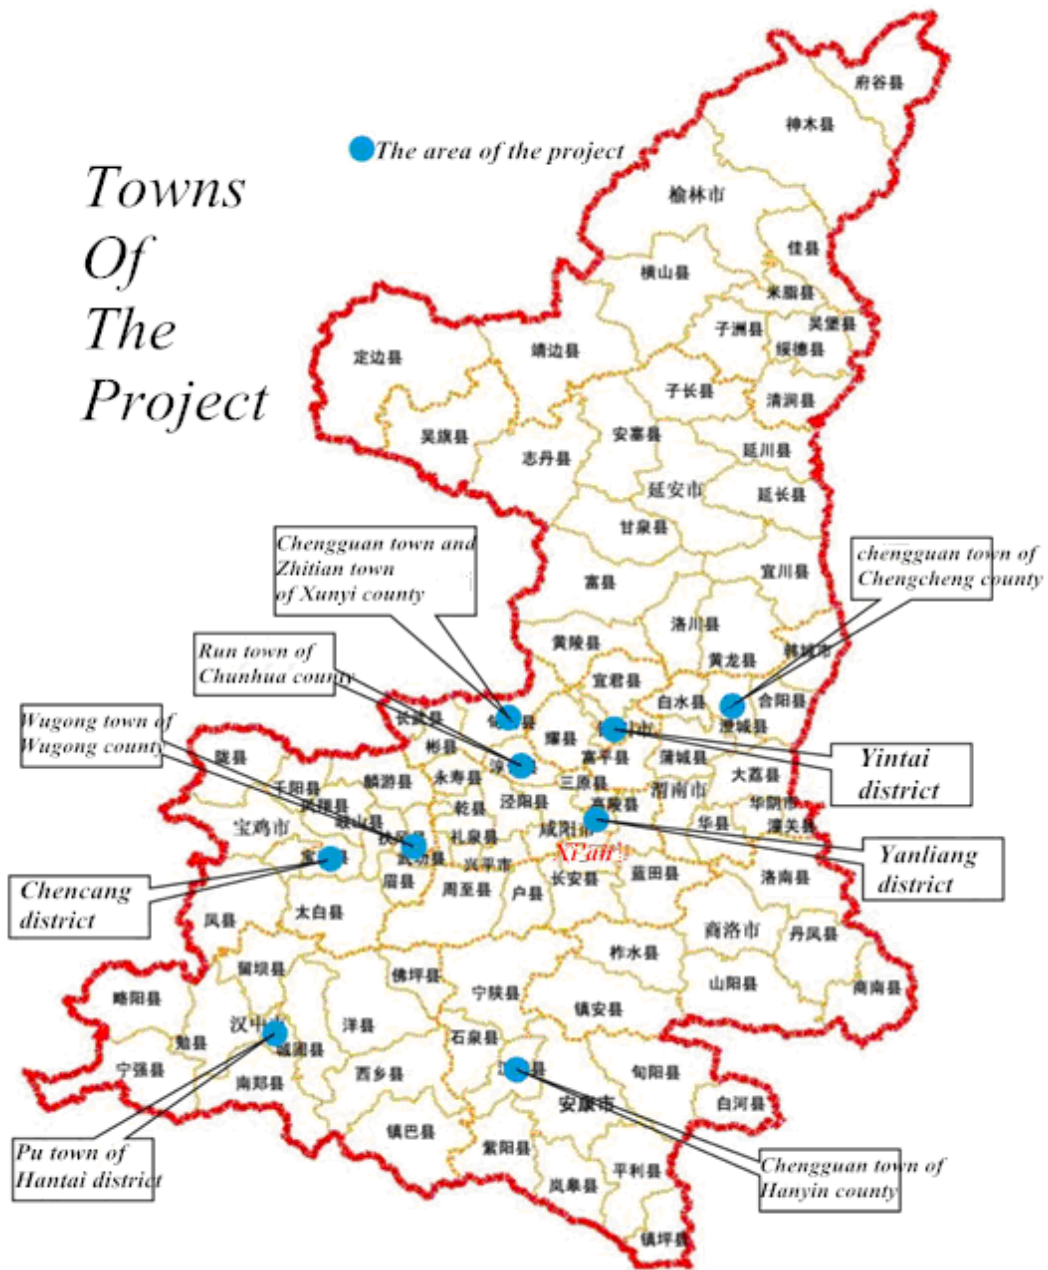 Towns
Of
The
Project
The area of the project
府谷县
神木县
榆林市
佳县
横山县
米脂县
吴堡县
子洲县
绥德县
靖边县
定边县
子长县
清涧县
吴旗县
安塞县
志丹县
延川县
延安市
延长县
甘泉县
Chengguan town and
Zhitian town
of Xunyi county
chengguan town of
Chengcheng county
富县
宜川县
洛川县
黄陵县
黄龙县
韩城市
Run town of
Chunhua county
宜君县
白水县
合阳县
Wugong town of
Wugong county
长武县
彬县
耀县
澄城县
陇县
富平县
蒲城县
Yintai
district
麟游县
永寿县
三原县
大荔县
千阳县
渭南市
乾县
泾阳县
高陵县
华阴市
宝鸡市
岐山县
礼泉县
咸阳市
华县
潼关县
武功县
兴平市
Xi'an
Yanliang
district
眉县
周至县
户县
长安县
蓝田县
洛南县
Chencang
district
太白县
凤县
商洛市
丹凤县
柞水县
留坝县
佛坪县
宁陕县
山阳县
商南县
略阳县
镇安县
洋县
石泉县
勉县
城固县
宁强县
南郑县
西乡县
旬阳县
安康市
白河县
镇巴县
紫阳县
Pu town of
Hantai district
平利县
Chengguan town of
Hanyin county
岚皋县
镇坪县